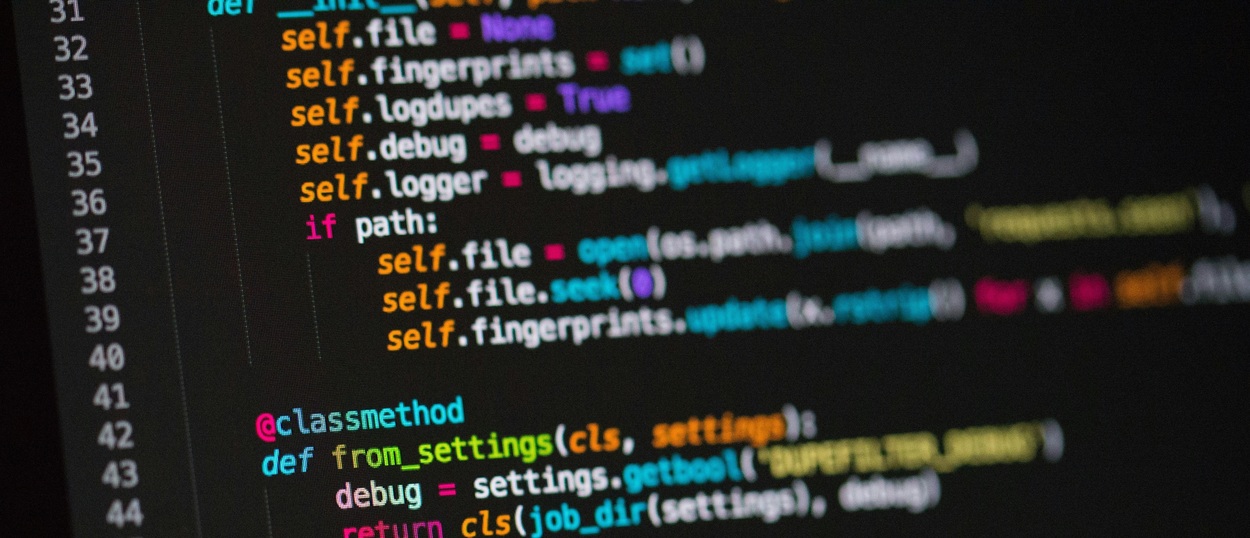 31 def __init__(self, path
32 self.file = None
33 self.fingerprints = set()
34 self.logdupes = True
35 self.debug = debug
36 self.logger = logging.getLogger(__name__)
37 if path:
38 self.file = open(os.path.join(path, 'requests.seen'),
39 self.file.seek(0)
40 self.fingerprints.update(x.rstrip() for x in self.file
41
42 @classmethod
43 def from_settings(cls, settings):
44 debug = settings.getbool('DUPEFILTER_DEBUG')
return cls(job_dir(settings), debug)